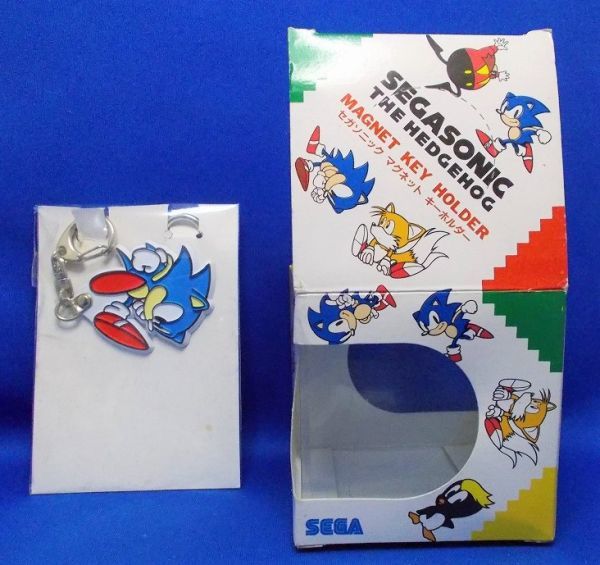 SEGASONIC
THE HEDGEHOG
MAGNET KEY HOLDER
セガソニック マグネット キーホルダー
SEGA